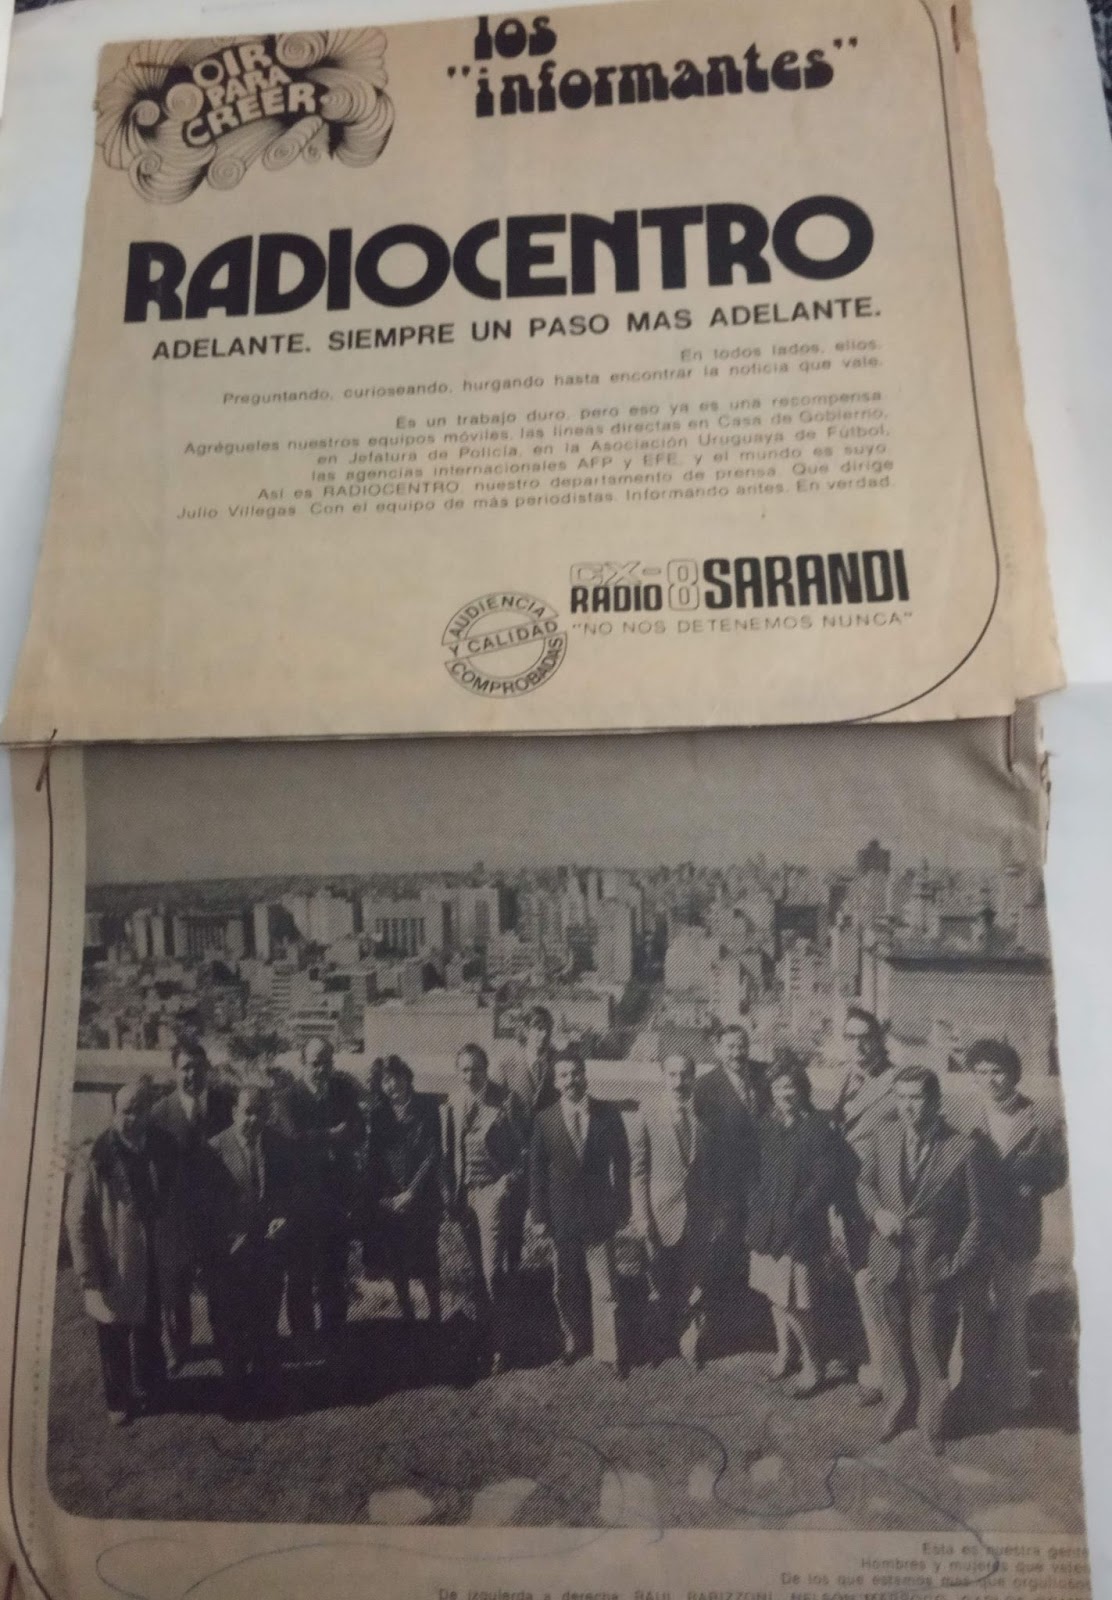 OIR
PARA
CREER
los
"informantes"
RADIOCENTRO
ADELANTE. SIEMPRE UN PASO MAS ADELANTE.
En todos lados, ellos.
Preguntando, curioseando, hurgando hasta encontrar la noticia que vale.
Es un trabajo duro, pero eso ya es una recompensa.
Agrégueles nuestros equipos móviles, las líneas directas en Casa de Gobierno,
en Jefatura de Policía, en la Asociación Uruguaya de Fútbol,
las agencias internacionales AFP y EFE, y el mundo es suyo.
Así es RADIOCENTRO, nuestro departamento de prensa. Que dirige
Julio Villegas. Con el equipo de más periodistas. Informando antes. En verdad.
CX-8
RADIO SARANDI
"NO NOS DETENEMOS NUNCA"
AUDIENCIA
Y CALIDAD
COMPROBADAS
Esta es nuestra gente
Hombres y mujeres que valen
De los que estamos más que orgullosos
De izquierda a derecha: RAUL BARIZZONI, NELSON